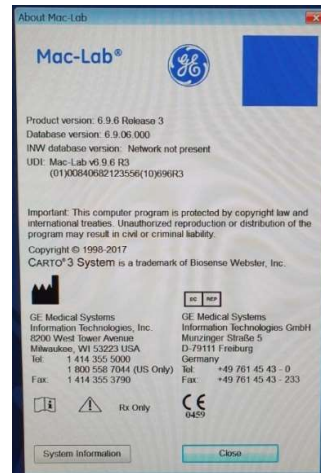 About Mac-Lab
Mac-Lab®
GE
Product version: 6.9.6 Release 3
Database version: 6.9.06.000
INW database version: Network not present
UDI: Mac-Lab v6.9.6 R3
(01)00840682123556(10)696R3
Important: This computer program is protected by copyright law and
international treaties. Unauthorized reproduction or distribution of the
program may result in civil or criminal liability.
Copyright © 1998-2017
CARTO® 3 System is a trademark of Biosense Webster, Inc.
EC REP
GE Medical Systems
Information Technologies, Inc.
8200 West Tower Avenue
Milwaukee, WI 53223 USA
Tel: 1 414 355 5000
1 800 558 7044 (US Only)
Fax: 1 414 355 3790
GE Medical Systems
Information Technologies GmbH
Munzinger Straße 5
D-79111 Freiburg
Germany
Tel: +49 761 45 43 - 0
Fax: +49 761 45 43 - 233
Rx Only
CE
0459
System Information
Close